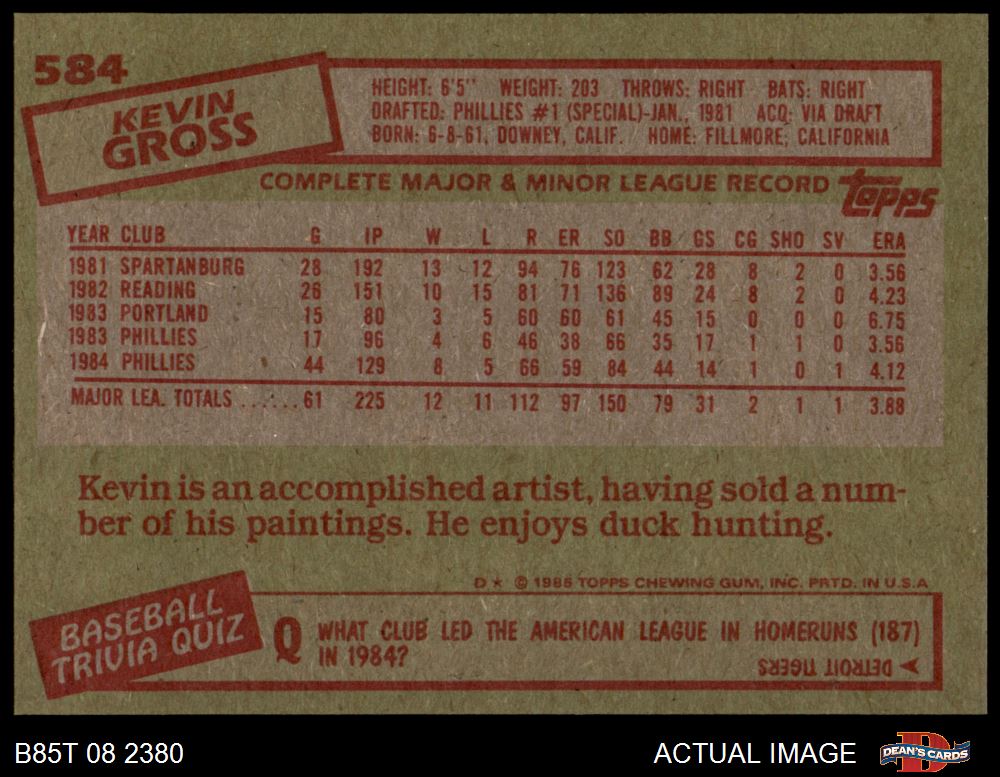 584
KEVIN
GROSS
HEIGHT: 6'5" WEIGHT: 203 THROWS: RIGHT BATS: RIGHT
DRAFTED: PHILLIES #1 (SPECIAL)-JAN., 1981 ACQ: VIA DRAFT
BORN: 6-8-61, DOWNEY, CALIF. HOME: FILLMORE, CALIFORNIA
COMPLETE MAJOR & MINOR LEAGUE RECORD topps
YEAR CLUB G IP W L R ER SO BB GS CG SHO SV ERA
1981 SPARTANBURG 28 192 13 12 94 76 123 62 28 8 2 0 3.56
1982 READING 26 151 10 15 81 71 136 89 24 8 2 0 4.23
1983 PORTLAND 15 80 3 5 60 60 61 45 15 0 0 0 6.75
1983 PHILLIES 17 96 4 6 46 38 66 35 17 1 1 0 3.56
1984 PHILLIES 44 129 8 5 66 59 84 44 14 1 0 1 4.12
MAJOR LEA. TOTALS ......61 225 12 11 112 97 150 79 31 2 1 1 3.88
Kevin is an accomplished artist, having sold a num-
ber of his paintings. He enjoys duck hunting.
D★ © 1985 TOPPS CHEWING GUM, INC. PRTD. IN U.S.A
BASEBALL
TRIVIA QUIZ
Q WHAT CLUB LED THE AMERICAN LEAGUE IN HOMERUNS (187)
IN 1984?
DETROIT TIGERS
B85T 08 2380
ACTUAL IMAGE
DEAN'S CARDS